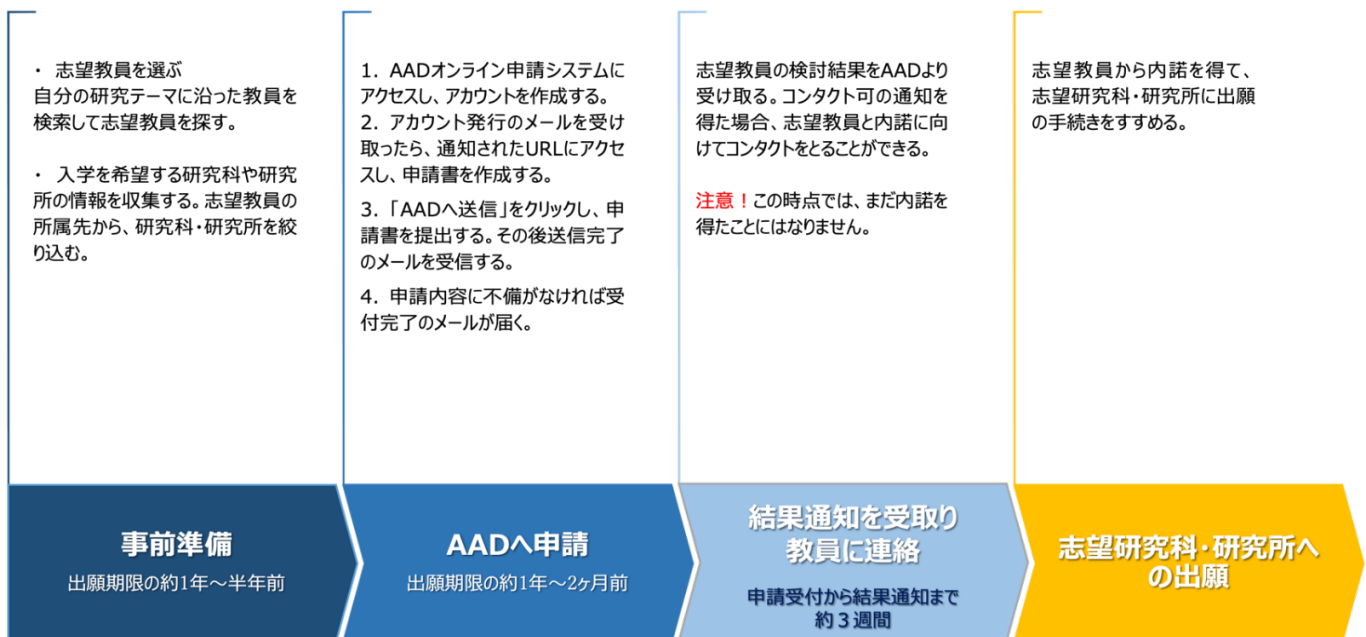 ・ 志望教員を選ぶ
自分の研究テーマに沿った教員を
検索して志望教員を探す。
・ 入学を希望する研究科や研究
所の情報を収集する。志望教員の
所属先から、研究科・研究所を絞
り込む。
1. AADオンライン申請システムに
アクセスし、アカウントを作成する。
2. アカウント発行のメールを受け
取ったら、通知されたURLにアクセ
スし、申請書を作成する。
3. 「AADへ送信」をクリックし、申
請書を提出する。その後送信完了
のメールを受信する。
4. 申請内容に不備がなければ受
付完了のメールが届く。
志望教員の検討結果をAADより
受け取る。コンタクト可の通知を
得た場合、志望教員と内諾に向
けてコンタクトをとることができる。
注意！この時点では、まだ内諾を
得たことにはなりません。
志望教員から内諾を得て、
志望研究科・研究所に出願
の手続きをすすめる。
事前準備
出願期限の約1年～半年前
AADへ申請
出願期限の約1年～2ヶ月前
結果通知を受取り
教員に連絡
申請受付から結果通知まで
約３週間
志望研究科・研究所へ
の出願